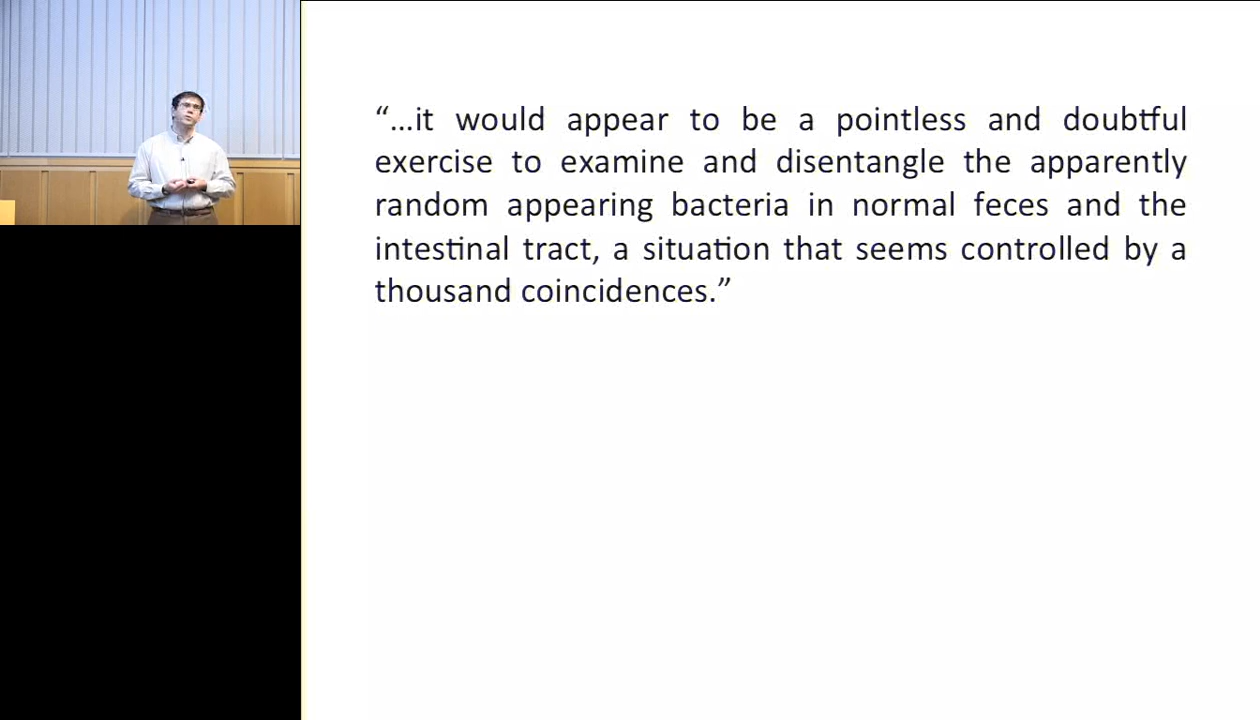 “...it would appear to be a pointless and doubtful
exercise to examine and disentangle the apparently
random appearing bacteria in normal feces and the
intestinal tract, a situation that seems controlled by a
thousand coincidences.”